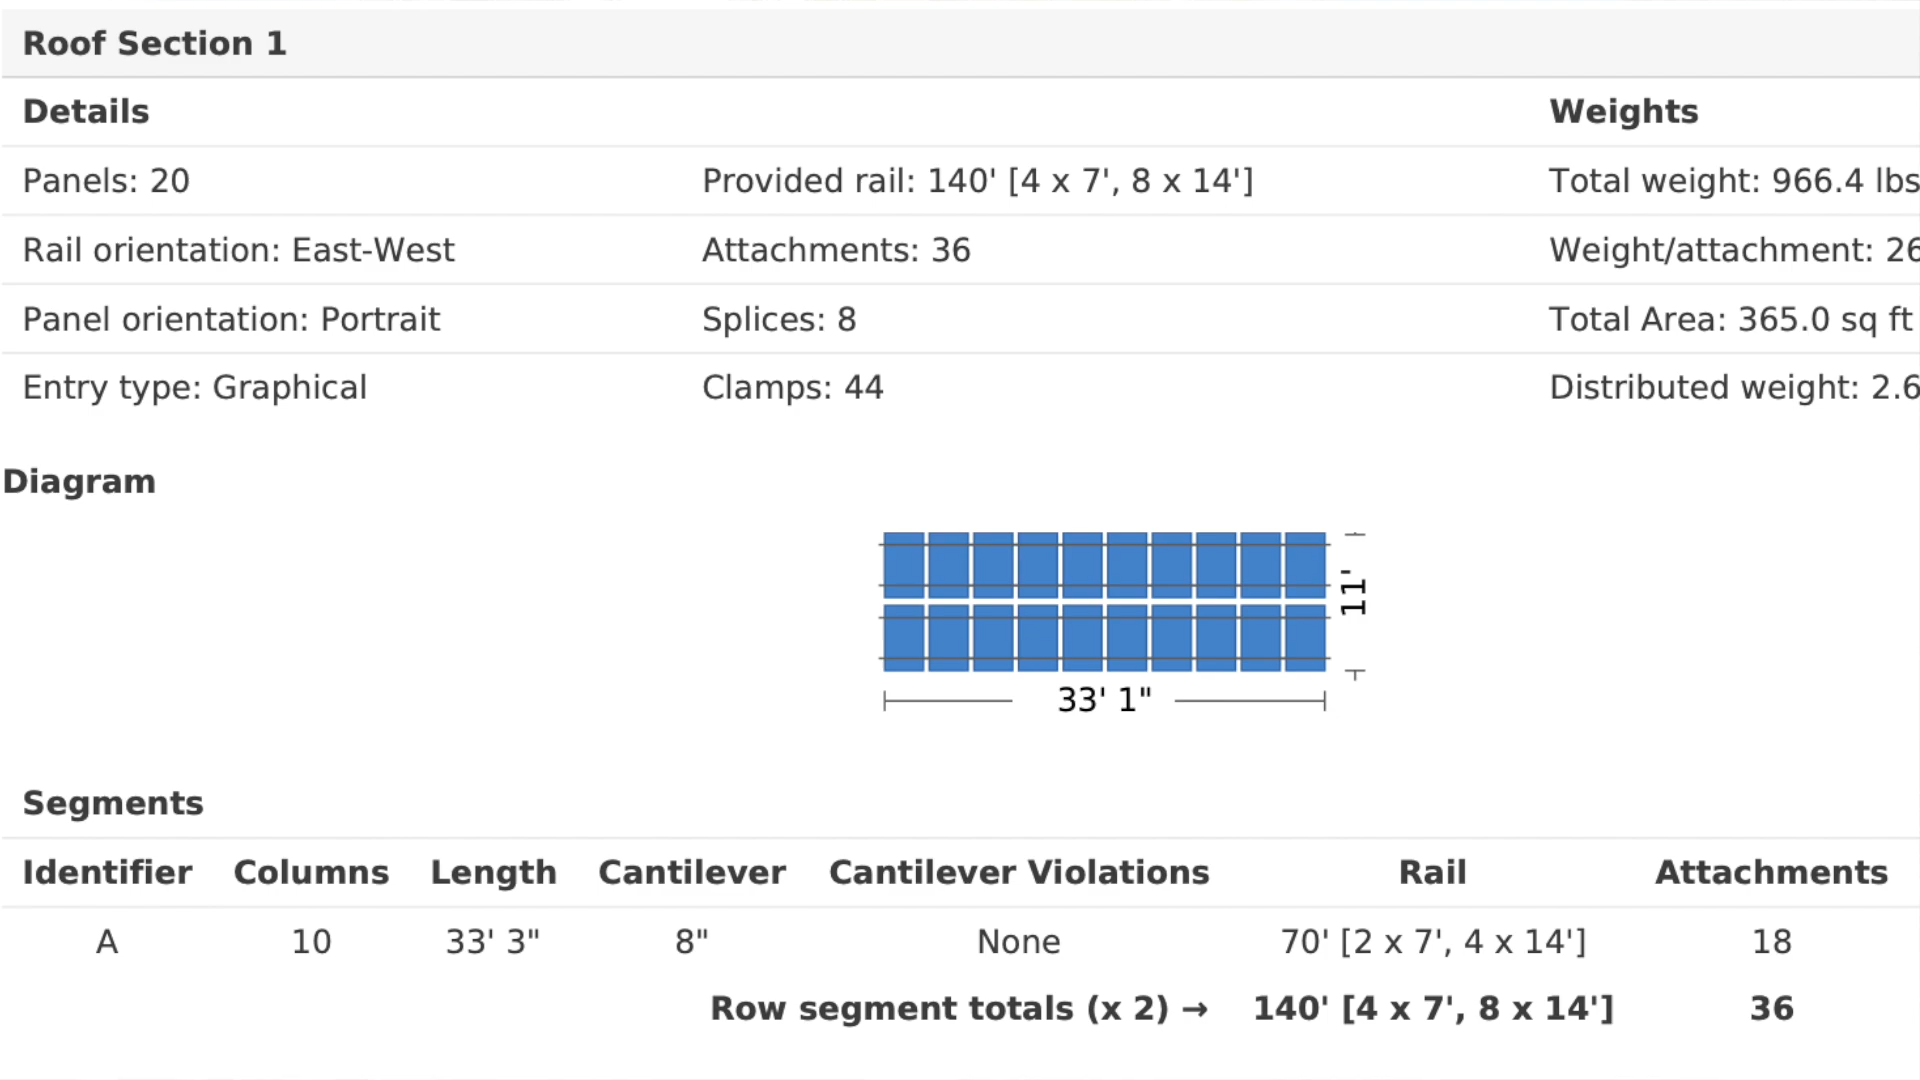 Roof Section 1
Details Weights
Panels: 20 Provided rail: 140' [4 x 7', 8 x 14'] Total weight: 966.4 lbs
Rail orientation: East-West Attachments: 36 Weight/attachment: 26
Panel orientation: Portrait Splices: 8 Total Area: 365.0 sq ft
Entry type: Graphical Clamps: 44 Distributed weight: 2.6
Diagram
11'
33' 1"
Segments
Identifier Columns Length Cantilever Cantilever Violations Rail Attachments
A 10 33' 3" 8" None 70' [2 x 7', 4 x 14'] 18
Row segment totals (x 2) → 140' [4 x 7', 8 x 14'] 36